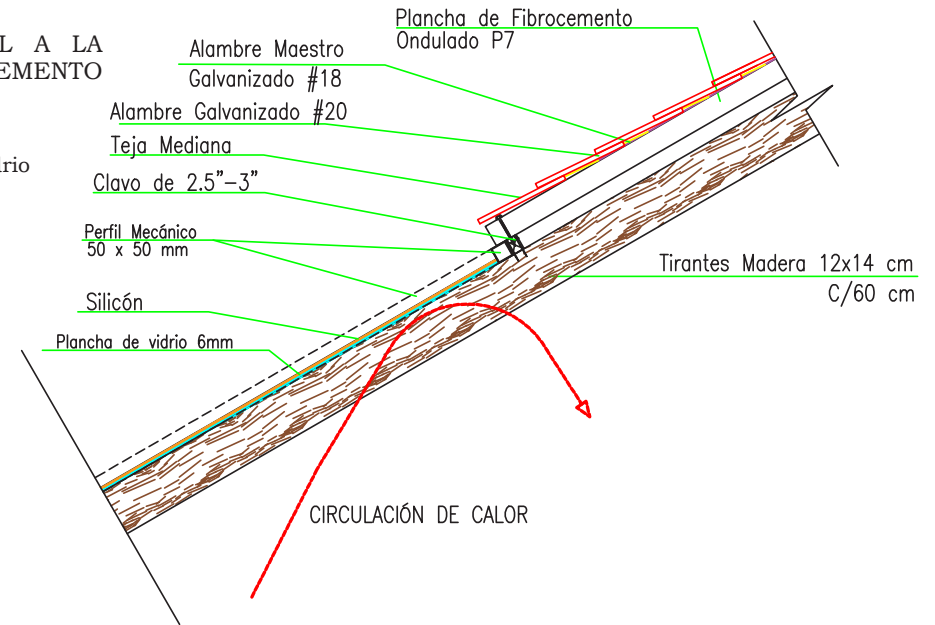 L A LA
EMENTO
Plancha de Fibrocemento
Ondulado P7
Alambre Maestro
Galvanizado #18
Alambre Galvanizado #20
Teja Mediana
Clavo de 2.5"-3"
Perfil Mecánico
50 x 50 mm
Silicón
Plancha de vidrio 6mm
Tirantes Madera 12x14 cm
C/60 cm
CIRCULACIÓN DE CALOR